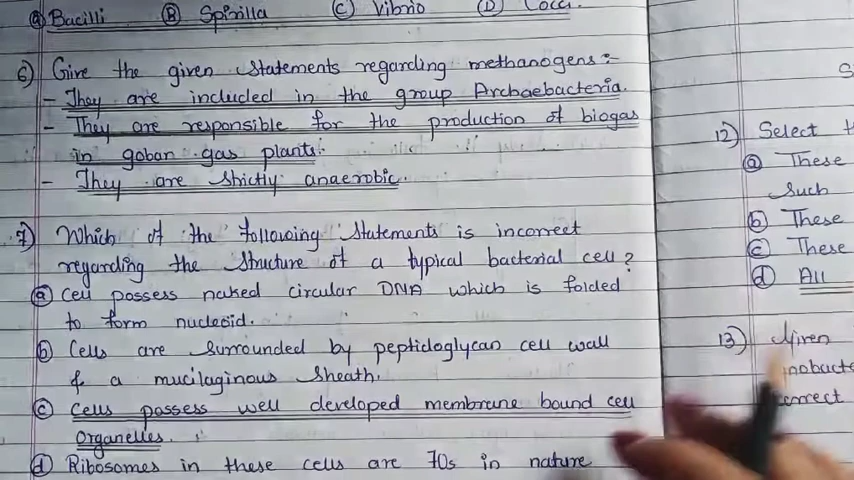 ⓐ Bacilli Ⓑ Spirilla Ⓒ Vibrio Ⓓ Cocci
6) Give the given statements regarding methanogens :-
- They are included in the group Archaebacteria.
- They are responsible for the production of biogas
in gobar gas plants.
- They are strictly anaerobic.
7) Which of the following statements is incorrect
regarding the structure of a typical bacterial cell?
ⓐ Cell possess naked circular DNA which is folded
to form nucleoid.
ⓑ Cells are surrounded by peptidoglycan cell wall
& a mucilaginous sheath.
ⓒ Cells possess well developed membrane bound cell
organelles.
ⓓ Ribosomes in these cells are 70s in nature
12) Select
ⓐ These
Such
ⓑ These
ⓒ These
ⓓ All
13) Given